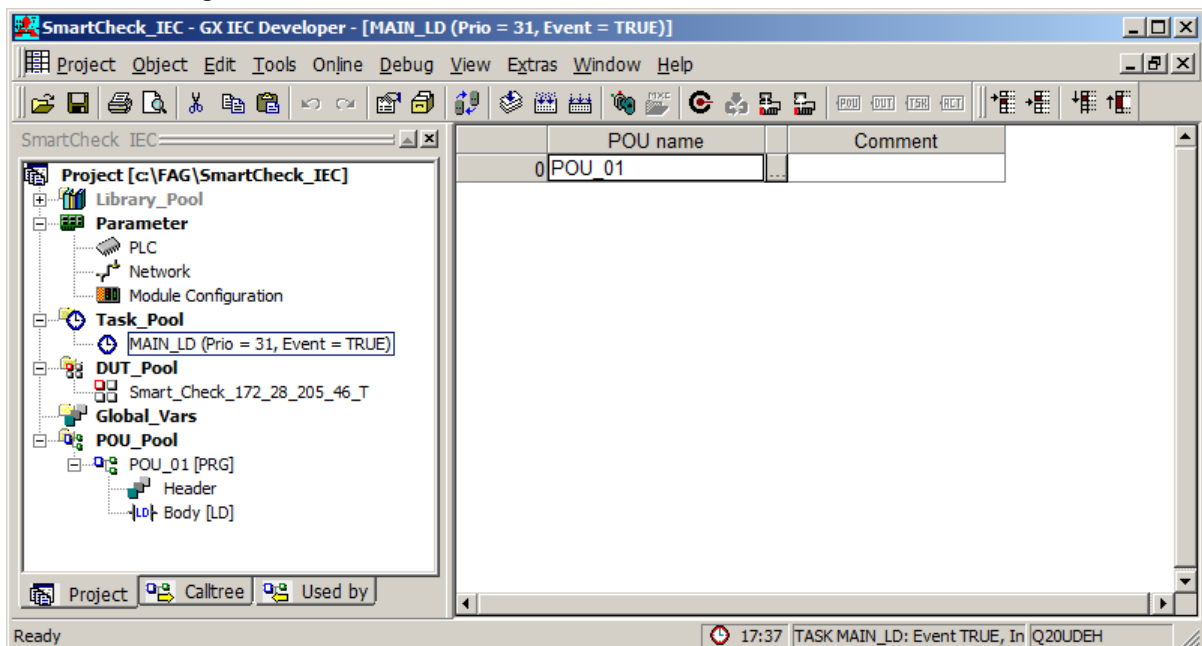 SmartCheck_IEC - GX IEC Developer - [MAIN_LD (Prio = 31, Event = TRUE)]
Project Object Edit Tools Online Debug View Extras Window Help
MXC
POU DUT TSK ACT
SmartCheck IEC
Project [c:\FAG\SmartCheck_IEC]
Library_Pool
Parameter
PLC
Network
Module Configuration
Task_Pool
MAIN_LD (Prio = 31, Event = TRUE)
DUT_Pool
Smart_Check_172_28_205_46_T
Global_Vars
POU_Pool
POU_01 [PRG]
Header
LD Body [LD]
Project Calltree Used by
POU name Comment
0 POU_01 ...
Ready 17:37 TASK MAIN_LD: Event TRUE, In Q20UDEH